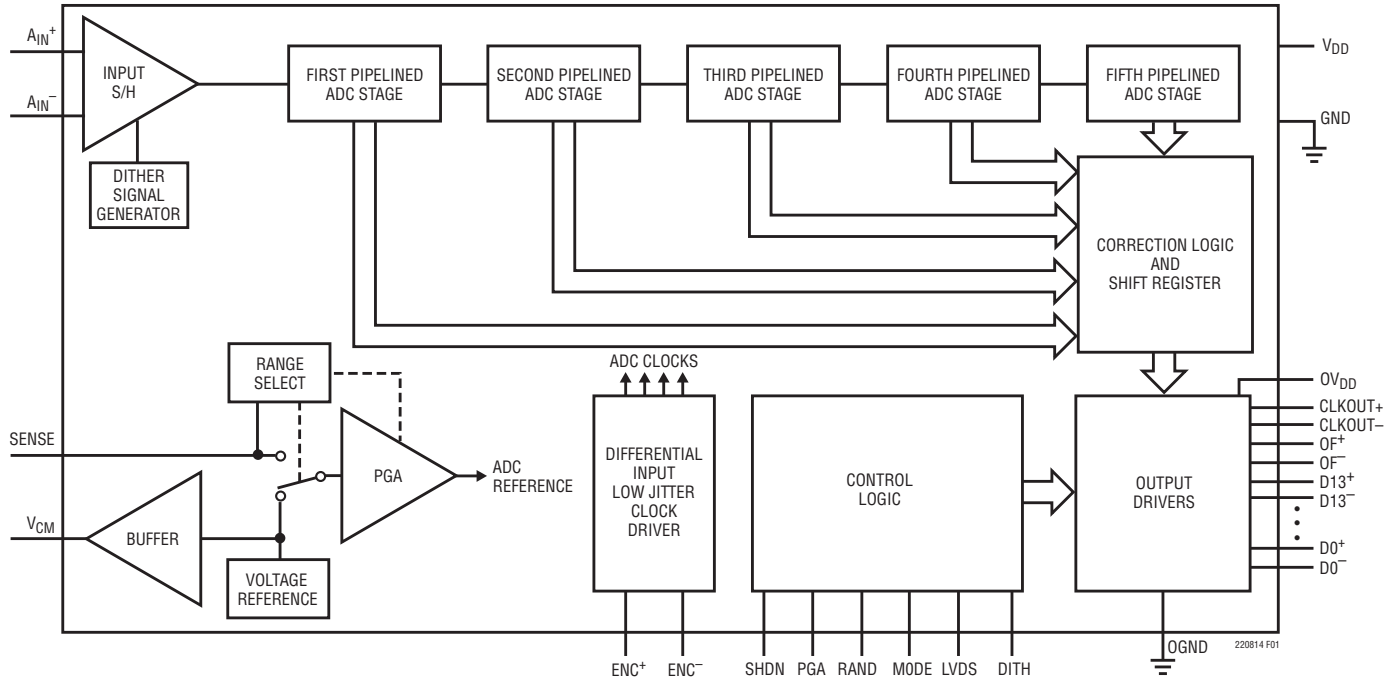 AIN+
AIN−
INPUT
S/H
DITHER
SIGNAL
GENERATOR
FIRST PIPELINED
ADC STAGE
SECOND PIPELINED
ADC STAGE
THIRD PIPELINED
ADC STAGE
FOURTH PIPELINED
ADC STAGE
FIFTH PIPELINED
ADC STAGE
VDD
GND
CORRECTION LOGIC
AND
SHIFT REGISTER
RANGE
SELECT
SENSE
PGA
ADC
REFERENCE
VCM
BUFFER
VOLTAGE
REFERENCE
ADC CLOCKS
DIFFERENTIAL
INPUT
LOW JITTER
CLOCK
DRIVER
ENC+
ENC−
CONTROL
LOGIC
SHDN
PGA
RAND
MODE
LVDS
DITH
OUTPUT
DRIVERS
OVDD
CLKOUT+
CLKOUT−
OF+
OF−
D13+
D13−
D0+
D0−
OGND
220814 F01